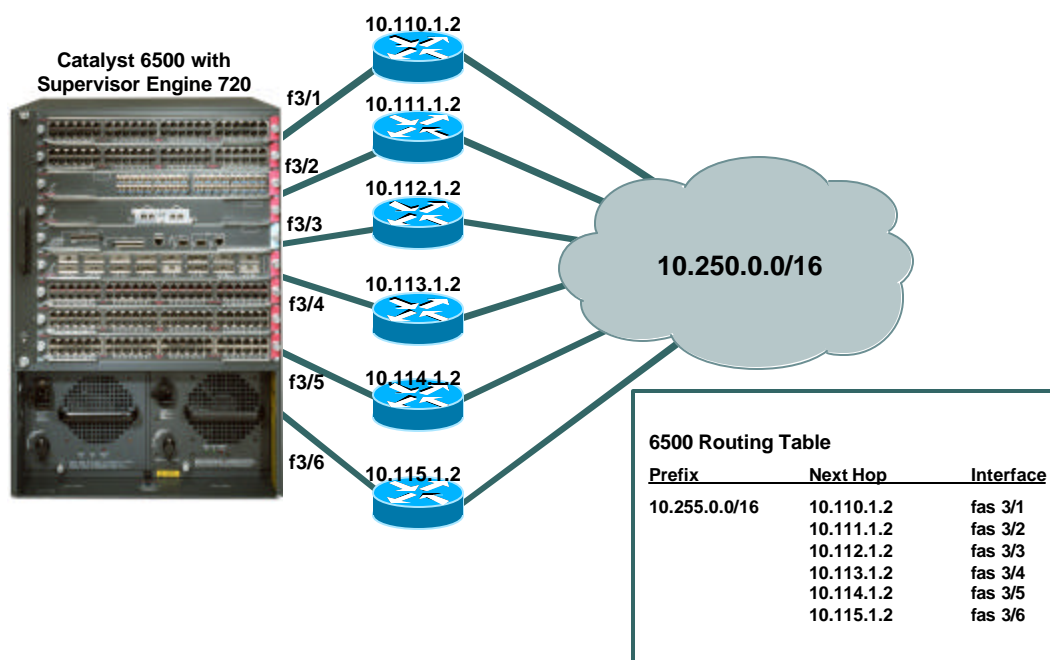 Catalyst 6500 with
Supervisor Engine 720
10.110.1.2
f3/1
10.111.1.2
f3/2
10.112.1.2
f3/3
10.113.1.2
f3/4
10.114.1.2
f3/5
10.115.1.2
f3/6
10.250.0.0/16
6500 Routing Table
Prefix Next Hop Interface
10.255.0.0/16 10.110.1.2 fas 3/1
10.111.1.2 fas 3/2
10.112.1.2 fas 3/3
10.113.1.2 fas 3/4
10.114.1.2 fas 3/5
10.115.1.2 fas 3/6